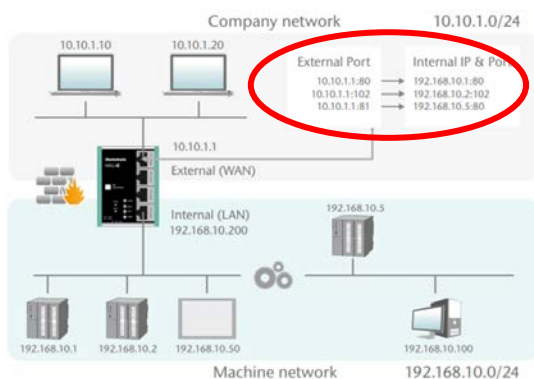 Company network 10.10.1.0/24
10.10.1.10 10.10.1.20
External Port Internal IP & Port
10.10.1.1:80 192.168.10.1:80
10.10.1.1:102 192.168.10.2:102
10.10.1.1:81 192.168.10.5:80
10.10.1.1
External (WAN)
Internal (LAN)
192.168.10.200
192.168.10.5
192.168.10.1 192.168.10.2 192.168.10.50 192.168.10.100
Machine network 192.168.10.0/24